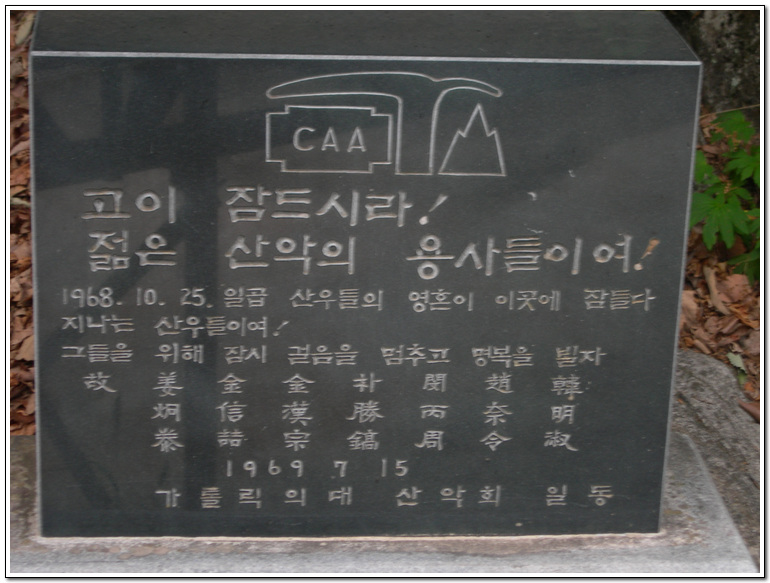 CAA
고이 잠드시라!
젊은 산악의 용사들이여!
1968. 10. 25. 일곱 산우들의 영혼이 이곳에 잠들다
지나는 산우들이여!
그들을 위해 잠시 걸음을 멈추고 명복을 빌자
故 姜 金 金 朴 閔 趙 韓
炯 信 漢 勝 丙 奈 明
泰 喆 宗 鎬 周 令 淑
1969 7 15
가톨릭의대 산악회 일동